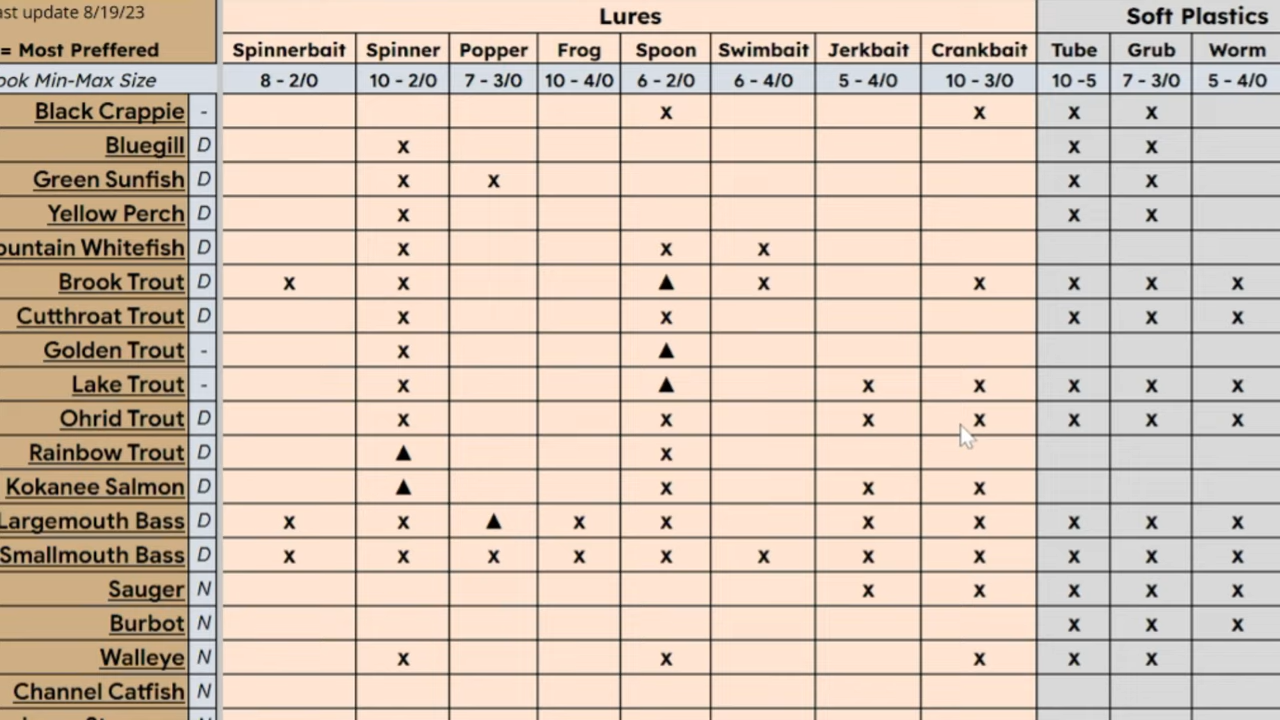 ast update 8/19/23 Lures Soft Plastics
= Most Preffered Spinnerbait Spinner Popper Frog Spoon Swimbait Jerkbait Crankbait Tube Grub Worm
ook Min-Max Size 8 - 2/0 10 - 2/0 7 - 3/0 10 - 4/0 6 - 2/0 6 - 4/0 5 - 4/0 10 - 3/0 10 -5 7 - 3/0 5 - 4/0
Black Crappie - x x x x
Bluegill D x x x
Green Sunfish D x x x x
Yellow Perch D x x x
ountain Whitefish D x x x
Brook Trout D x x ▲ x x x x x
Cutthroat Trout D x x x x x
Golden Trout - x ▲
Lake Trout - x ▲ x x x x x
Ohrid Trout D x x x x x x x
Rainbow Trout D ▲ x
Kokanee Salmon D ▲ x x x
Largemouth Bass D x x ▲ x x x x x x x
Smallmouth Bass D x x x x x x x x x x x
Sauger N x x x x x
Burbot N x x x
Walleye N x x x x x
Channel Catfish N